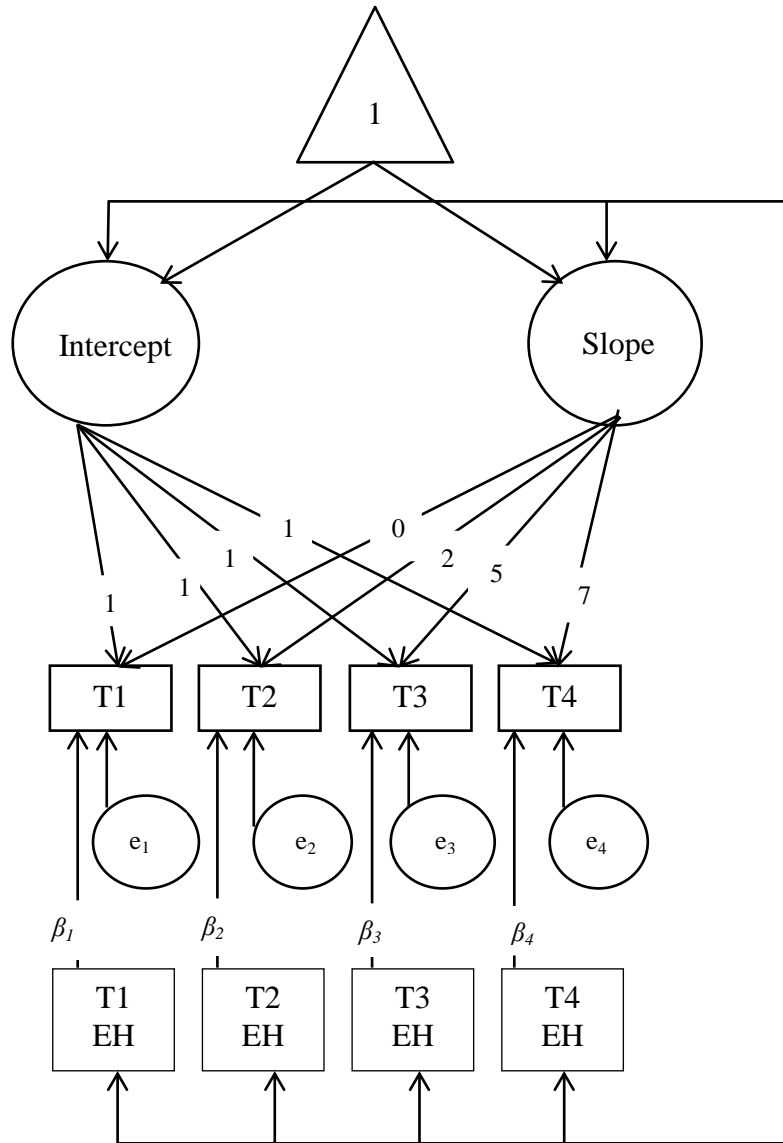 1
Intercept
Slope
1
0
1
2
1
5
1
7
T1
T2
T3
T4
e₁
e₂
e₃
e₄
β₁
β₂
β₃
β₄
T1
EH
T2
EH
T3
EH
T4
EH